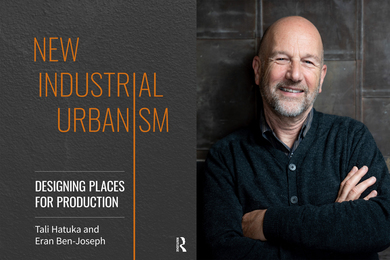 NEW
INDUSTRIAL
URBANISM
DESIGNING PLACES
FOR PRODUCTION
Tali Hatuka and
Eran Ben-Joseph
R